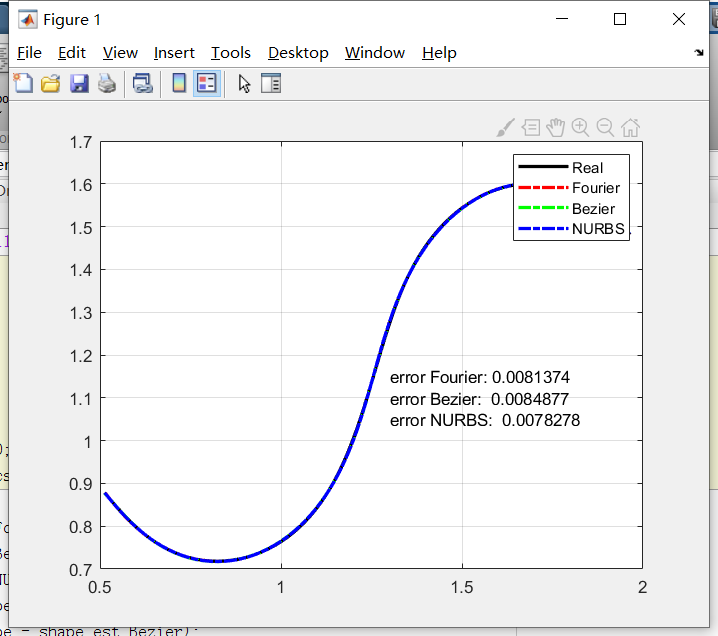 Figure 1
File Edit View Insert Tools Desktop Window Help
1.7
Real
1.6
Fourier
Bezier
1.5
NURBS
1.4
1.3
1.2
error Fourier: 0.0081374
1.1
error Bezier: 0.0084877
error NURBS: 0.0078278
1
0.9
0.8
0.7
0.5 1 1.5 2
pe - shape_est_Bezier);